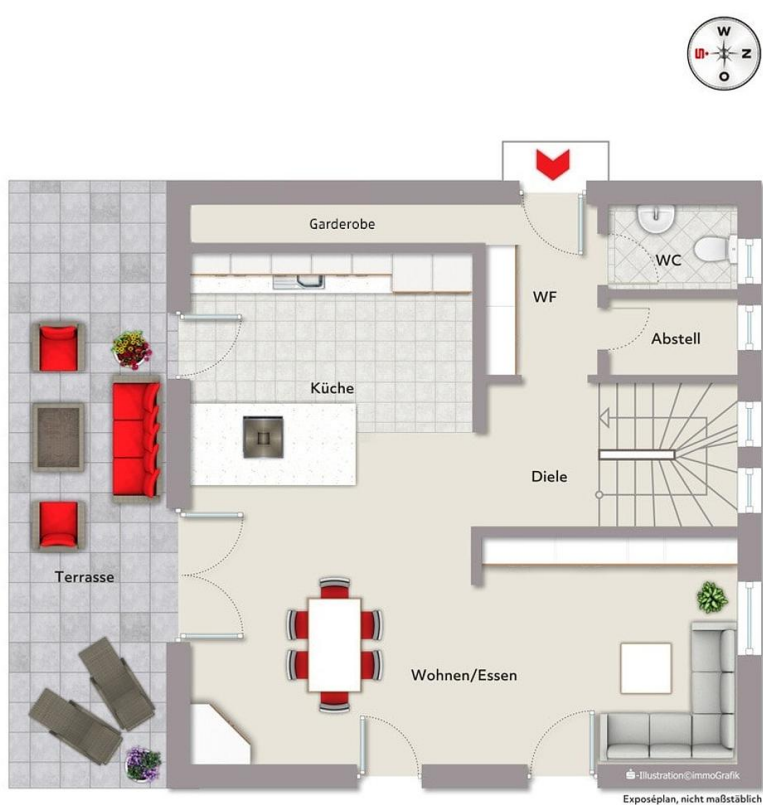 W
S
N
O
Garderobe
WC
WF
Abstell
Küche
Diele
Terrasse
Wohnen/Essen
-Illustration©immoGrafik
Exposéplan, nicht maßstäblich